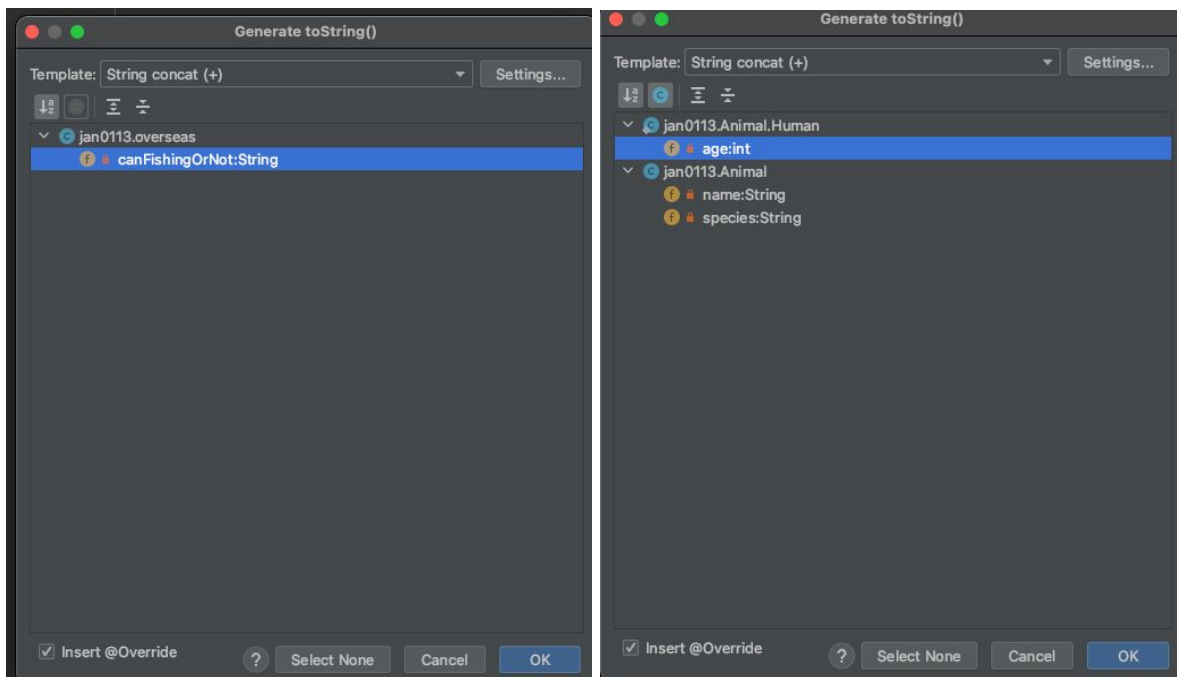 Generate toString()
Template: String concat (+) Settings...
jan0113.overseas
canFishingOrNot:String
Insert @Override
? Select None Cancel OK
Generate toString()
Template: String concat (+) Settings...
jan0113.Animal.Human
age:int
jan0113.Animal
name:String
species:String
Insert @Override
? Select None Cancel OK